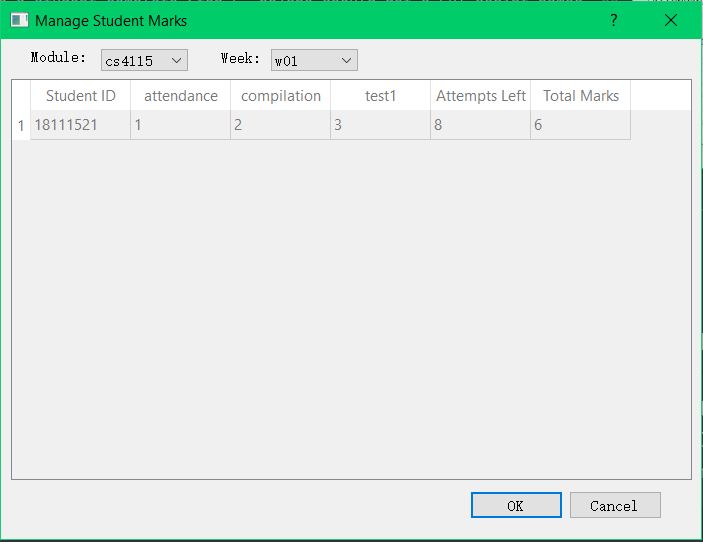 Manage Student Marks ?
Module: cs4115 Week: w01
Student ID attendance compilation test1 Attempts Left Total Marks
1 18111521 1 2 3 8 6
OK Cancel